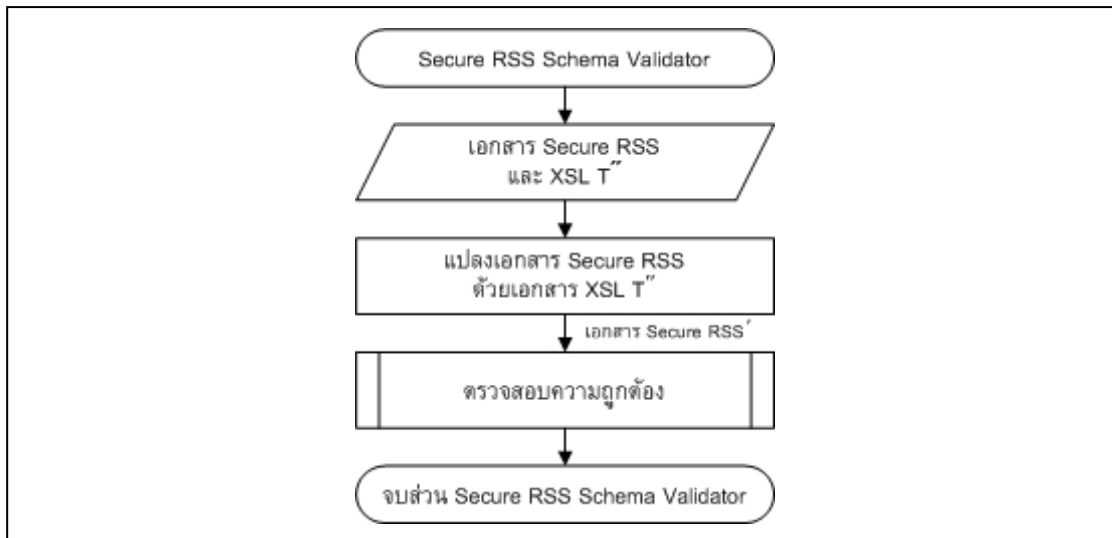 Secure RSS Schema Validator
เอกสาร Secure RSS
และ XSL T″
แปลงเอกสาร Secure RSS
ด้วยเอกสาร XSL T″
เอกสาร Secure RSS′
ตรวจสอบความถูกต้อง
จบส่วน Secure RSS Schema Validator